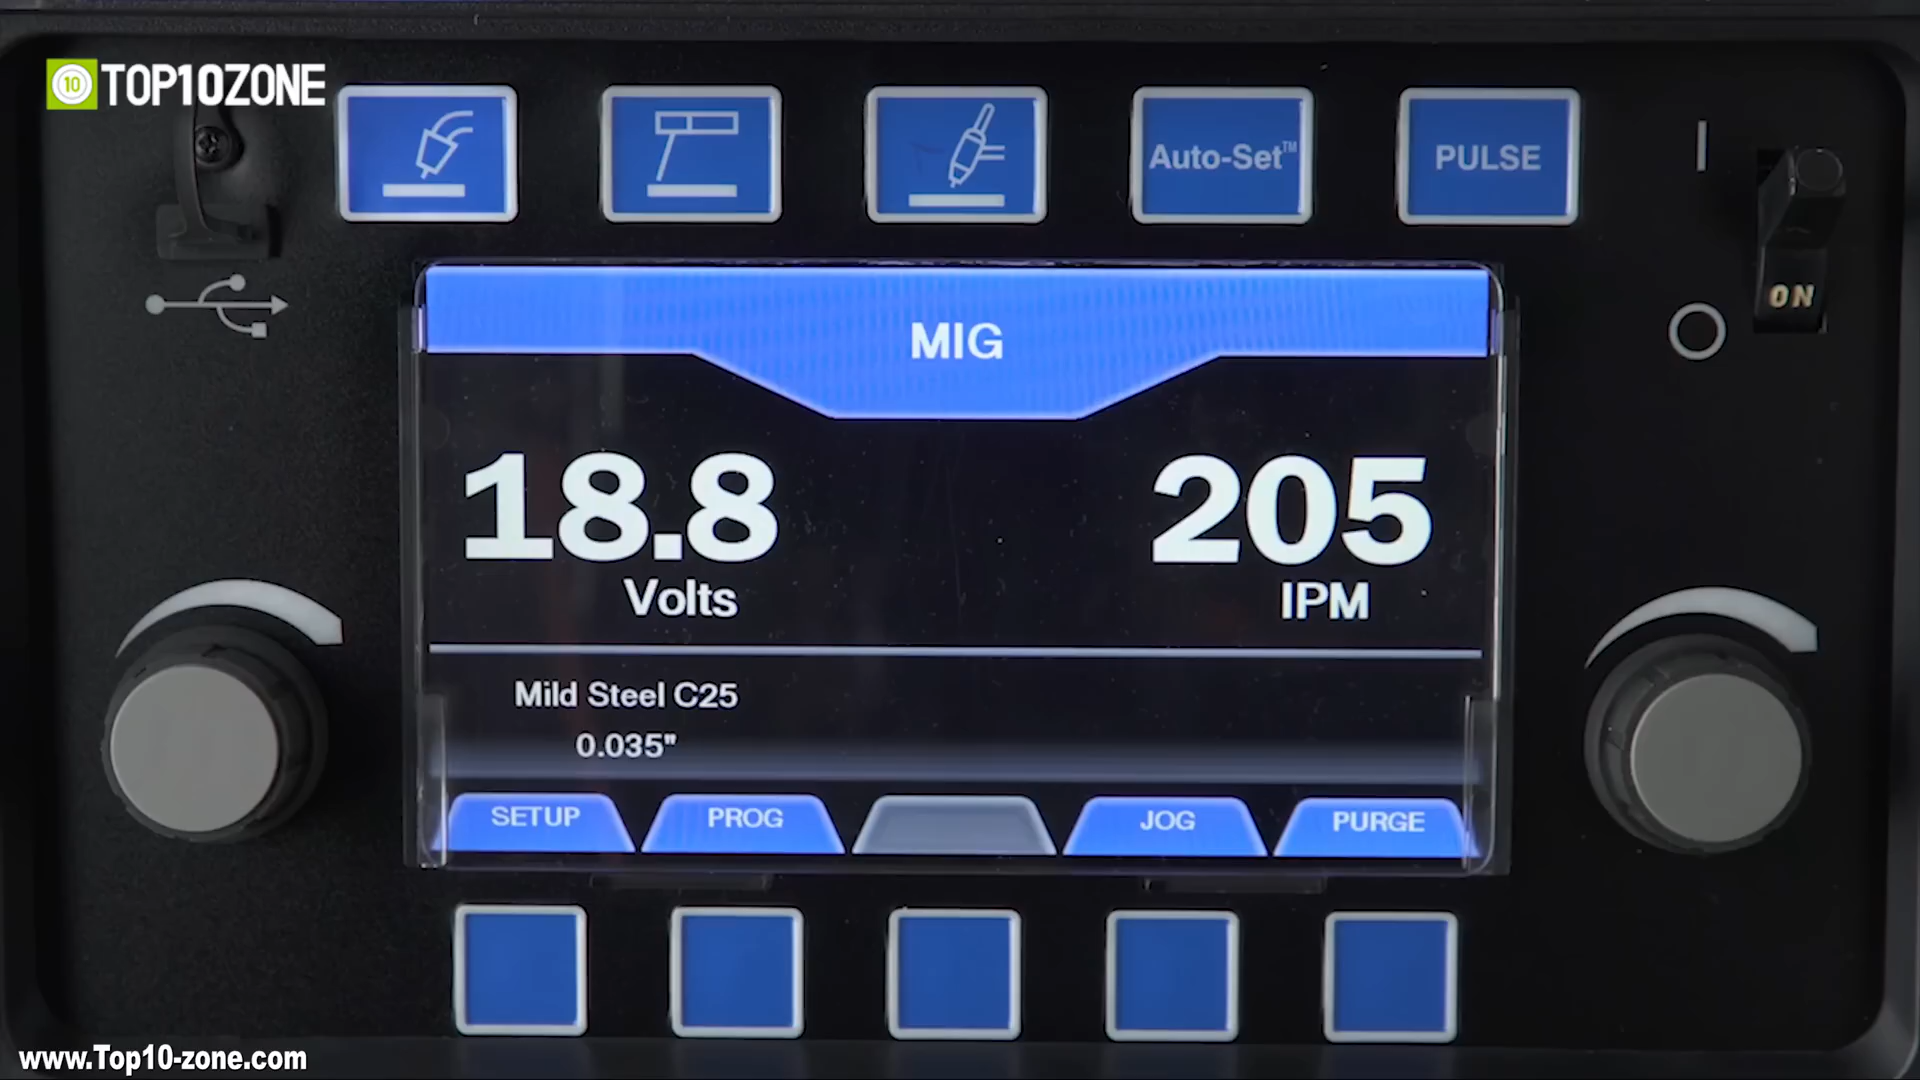 10 TOP10ZONE
Auto-Set™
PULSE
ON
MIG
18.8
205
Volts
IPM
Mild Steel C25
0.035"
SETUP
PROG
JOG
PURGE
www.Top10-zone.com